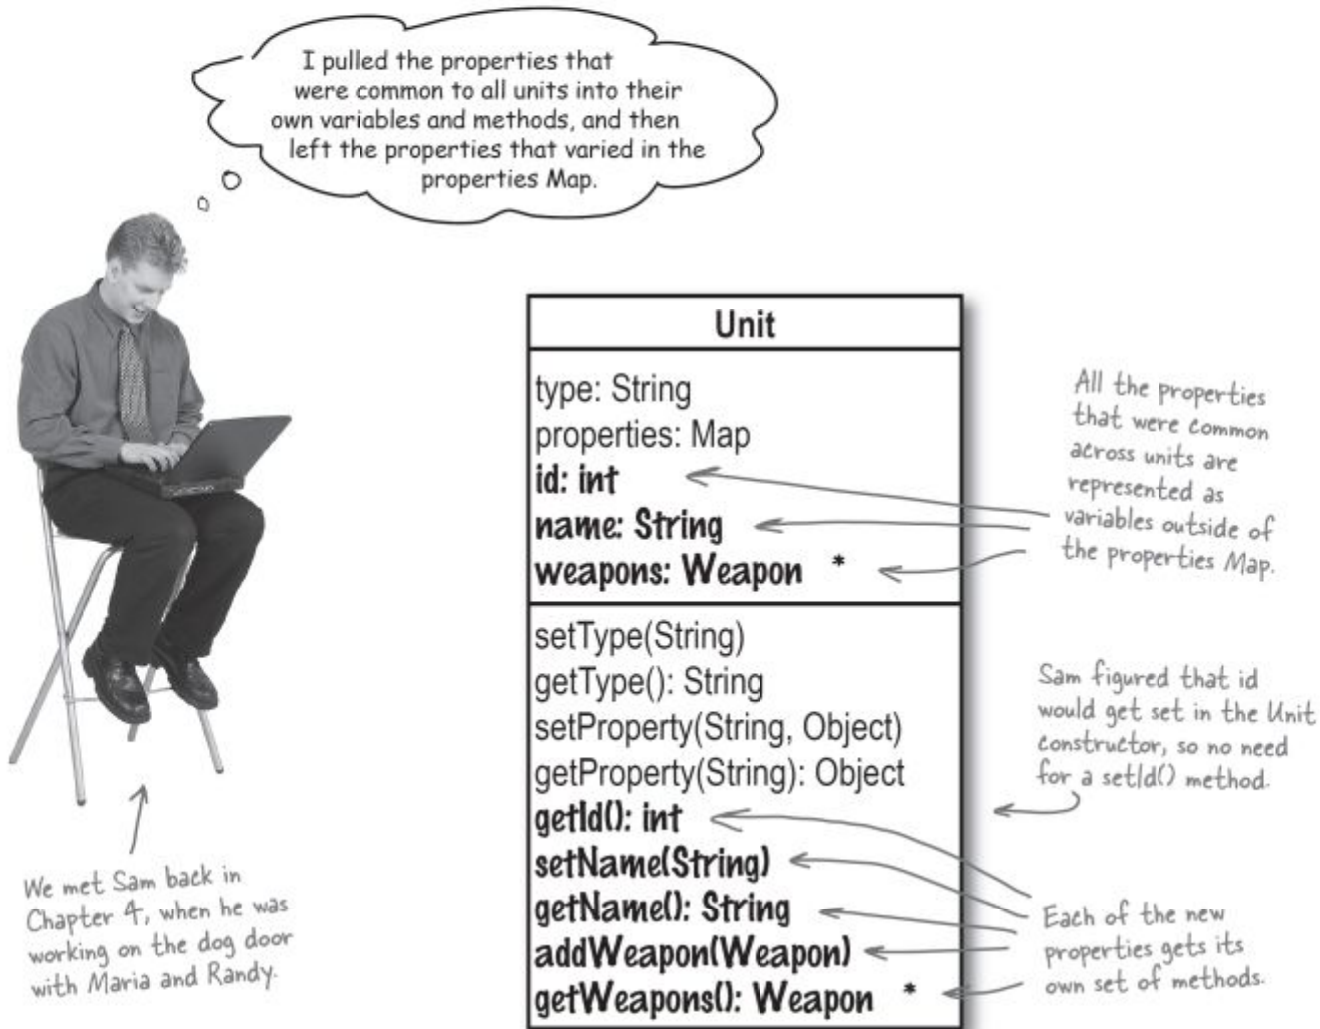 I pulled the properties that
were common to all units into their
own variables and methods, and then
left the properties that varied in the
properties Map.
Unit
type: String
properties: Map
id: int
name: String
weapons: Weapon *
All the properties
that were common
across units are
represented as
variables outside of
the properties Map.
setType(String)
getType(): String
setProperty(String, Object)
getProperty(String): Object
getId(): int
setName(String)
getName(): String
addWeapon(Weapon)
getWeapons(): Weapon *
Sam figured that id
would get set in the Unit
constructor, so no need
for a setId() method.
Each of the new
properties gets its
own set of methods.
We met Sam back in
Chapter 4, when he was
working on the dog door
with Maria and Randy.